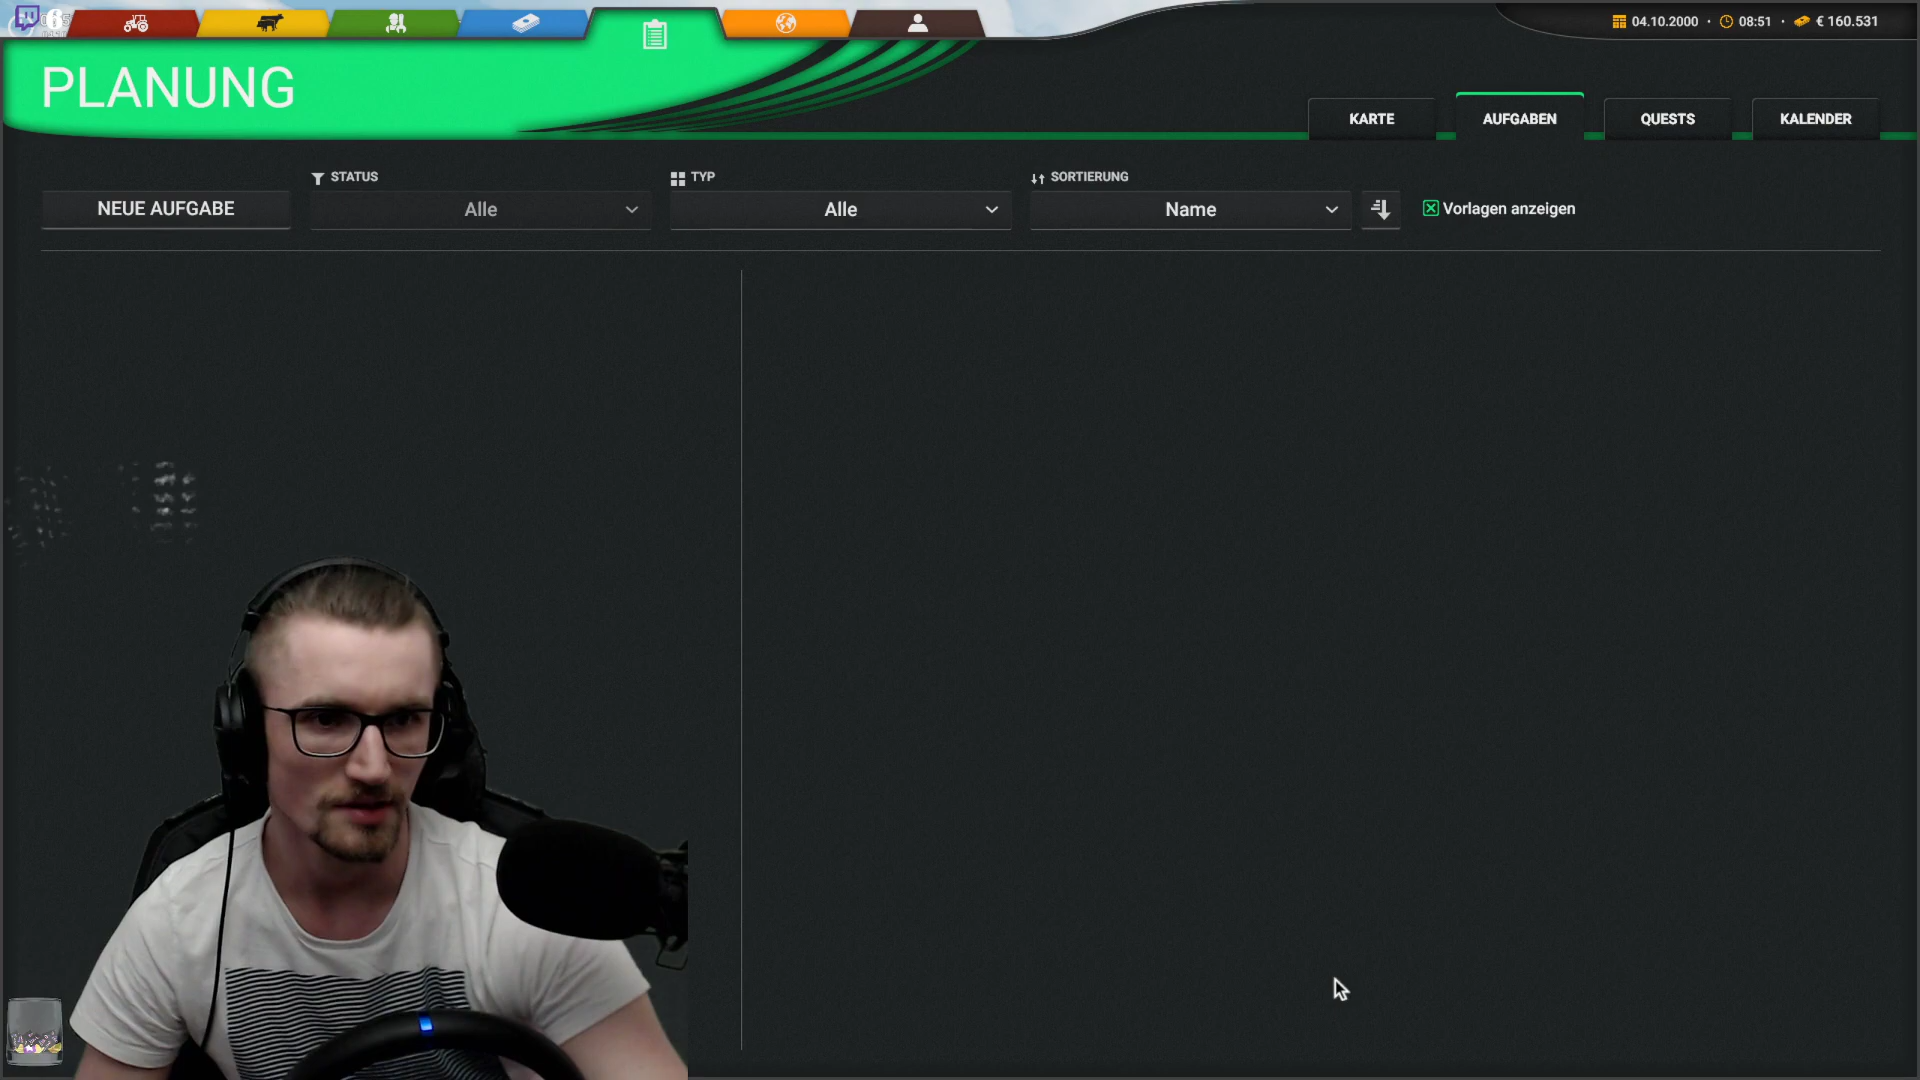 04.10.2000 · 08:51 · € 160.531
PLANUNG
KARTE
AUFGABEN
QUESTS
KALENDER
STATUS
TYP
SORTIERUNG
NEUE AUFGABE
Alle
Alle
Name
Vorlagen anzeigen